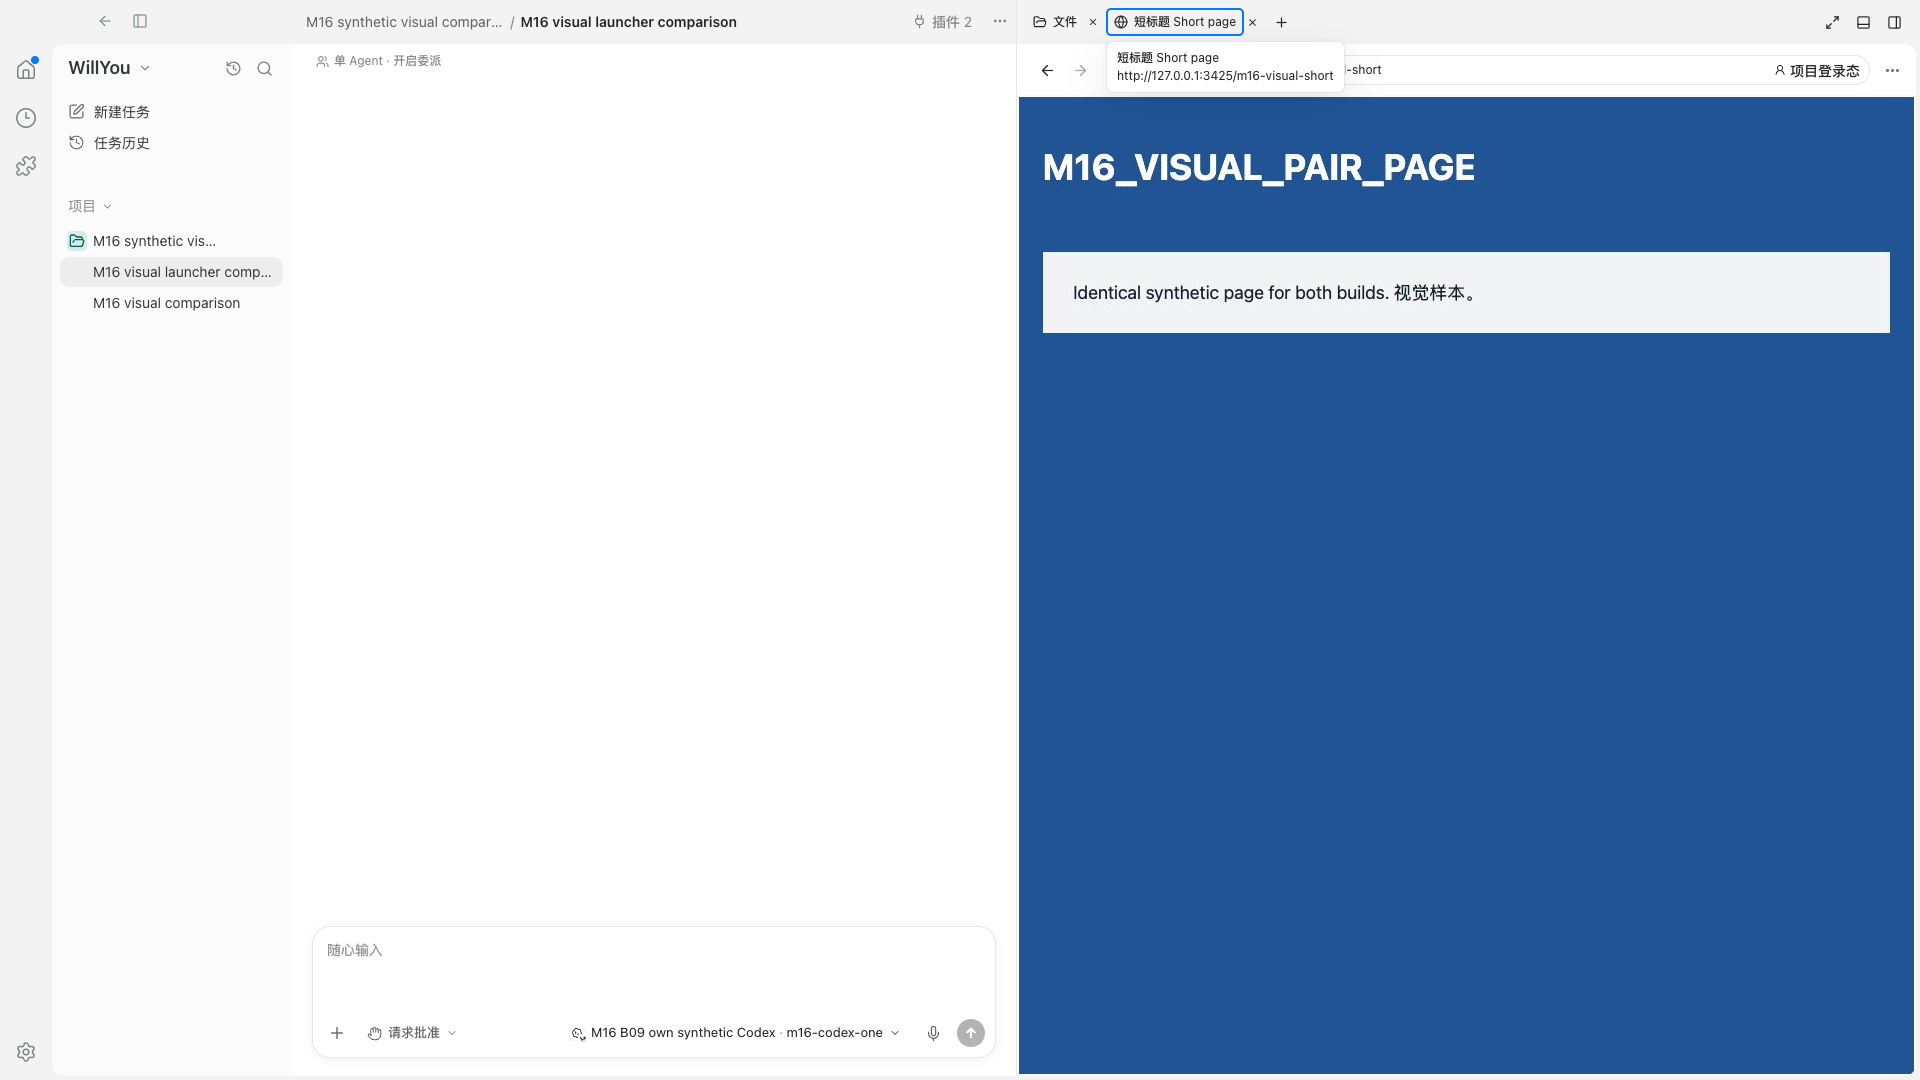 M16 synthetic visual compar... / M16 visual launcher comparison
插件 2
文件
短标题 Short page
短标题 Short page
http://127.0.0.1:3425/m16-visual-short
-short
项目登录态
WillYou
新建任务
任务历史
项目
M16 synthetic vis...
M16 visual launcher comp...
M16 visual comparison
单 Agent · 开启委派
M16_VISUAL_PAIR_PAGE
Identical synthetic page for both builds. 视觉样本。
随心输入
请求批准
M16 B09 own synthetic Codex · m16-codex-one